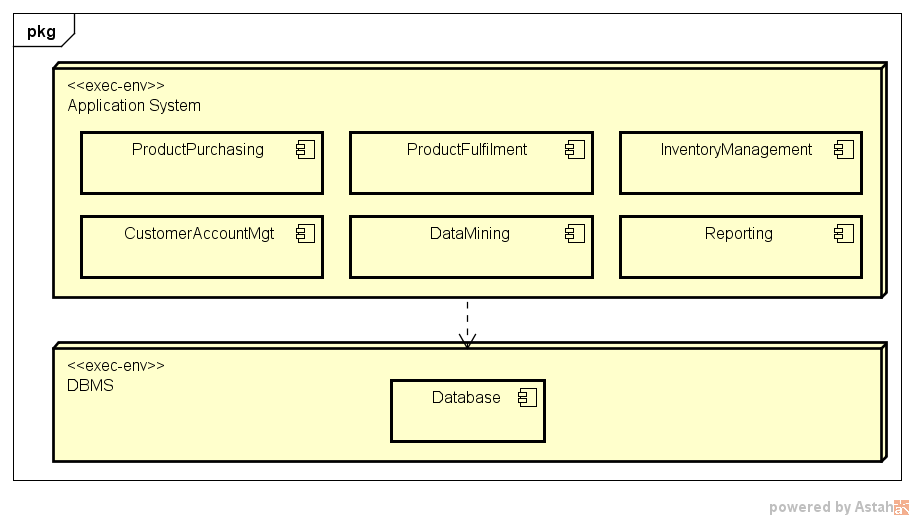 pkg
<<exec-env>>
Application System
ProductPurchasing
ProductFulfilment
InventoryManagement
CustomerAccountMgt
DataMining
Reporting
<<exec-env>>
DBMS
Database
powered by Astah